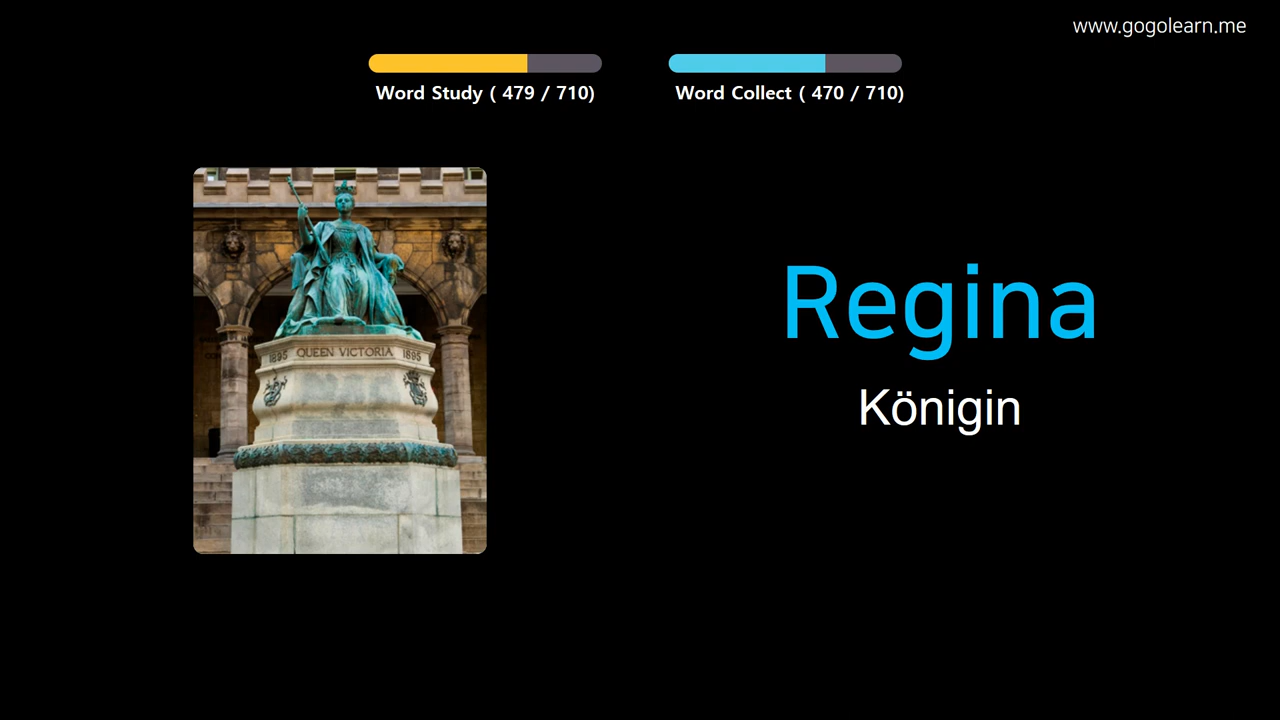 www.gogolearn.me
Word Study ( 479 / 710)
Word Collect ( 470 / 710)
1895 QUEEN VICTORIA 1895
Regina
Königin